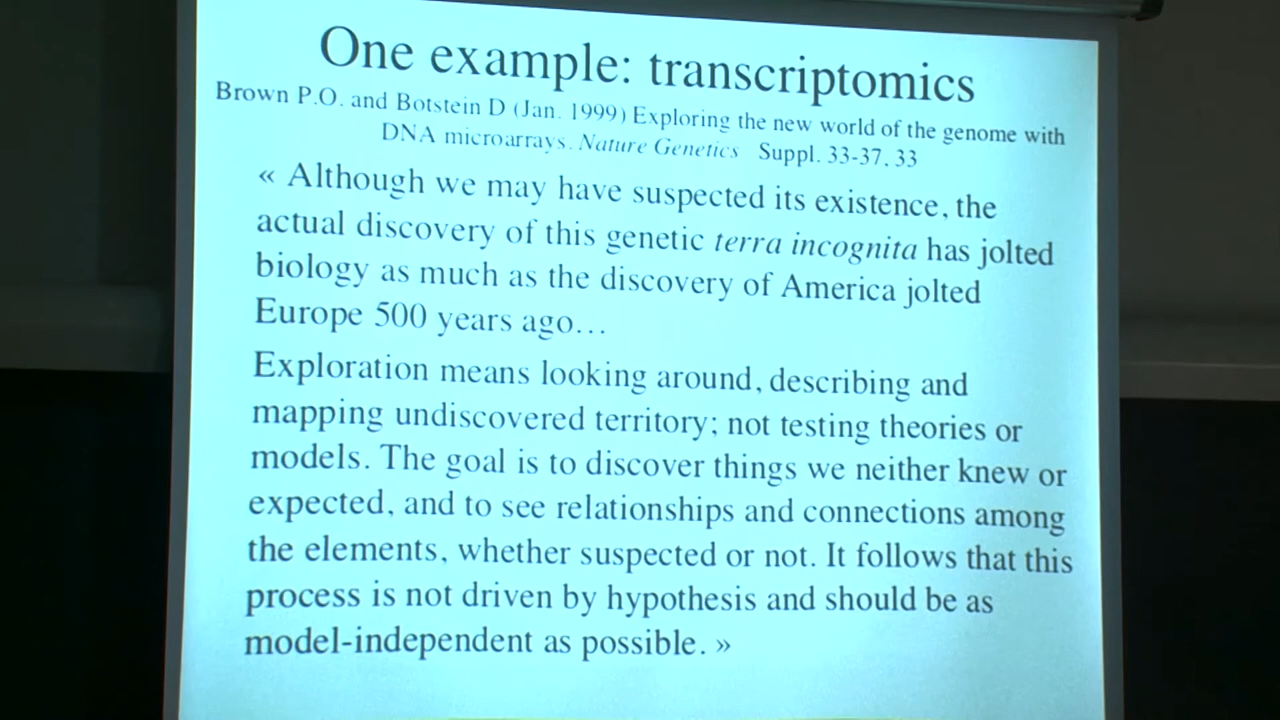 One example: transcriptomics
Brown P.O. and Botstein D (Jan. 1999) Exploring the new world of the genome with
DNA microarrays. Nature Genetics Suppl. 33-37, 33
« Although we may have suspected its existence, the
actual discovery of this genetic terra incognita has jolted
biology as much as the discovery of America jolted
Europe 500 years ago…
Exploration means looking around, describing and
mapping undiscovered territory; not testing theories or
models. The goal is to discover things we neither knew or
expected, and to see relationships and connections among
the elements, whether suspected or not. It follows that this
process is not driven by hypothesis and should be as
model-independent as possible. »